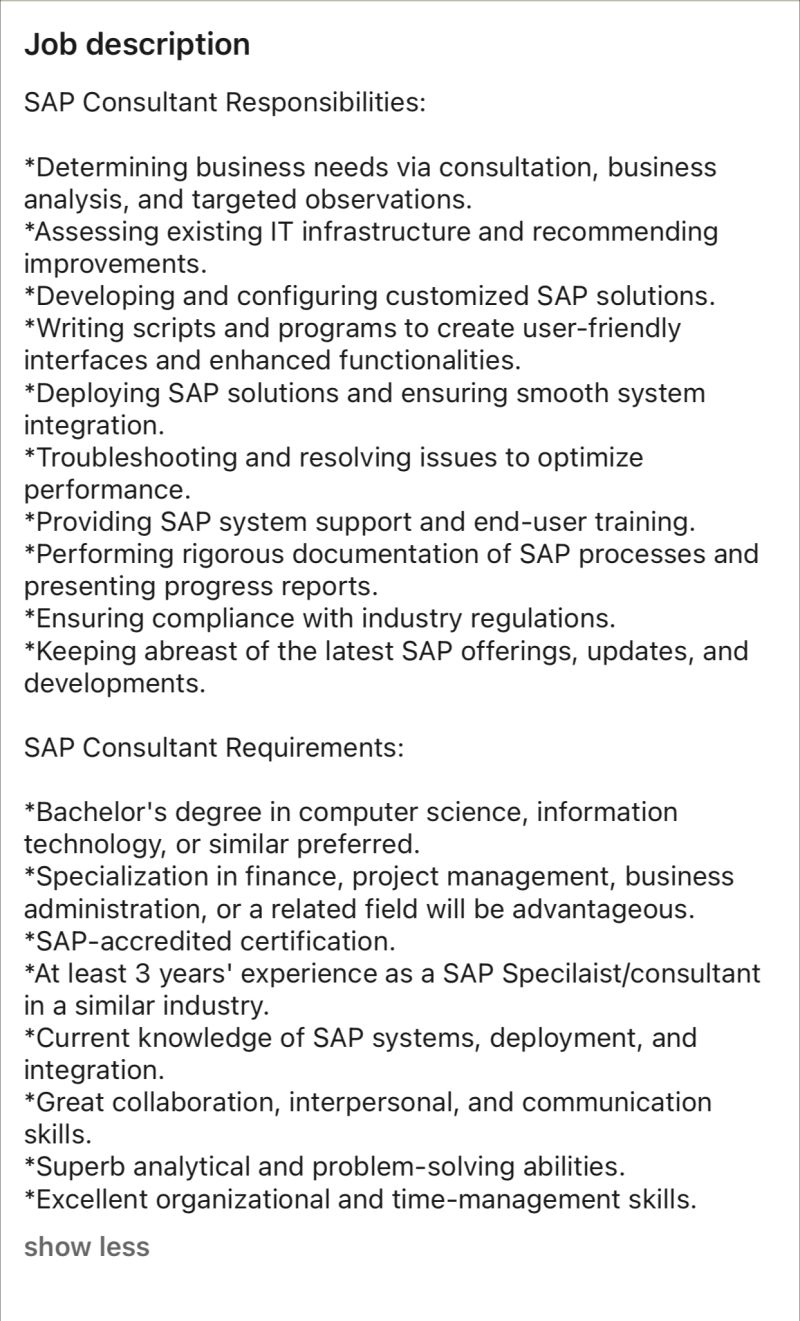 Job description
SAP Consultant Responsibilities:
*Determining business needs via consultation, business
analysis, and targeted observations.
*Assessing existing IT infrastructure and recommending
improvements.
*Developing and configuring customized SAP solutions.
*Writing scripts and programs to create user-friendly
interfaces and enhanced functionalities.
*Deploying SAP solutions and ensuring smooth system
integration.
*Troubleshooting and resolving issues to optimize
performance.
*Providing SAP system support and end-user training.
*Performing rigorous documentation of SAP processes and
presenting progress reports.
*Ensuring compliance with industry regulations.
*Keeping abreast of the latest SAP offerings, updates, and
developments.
SAP Consultant Requirements:
*Bachelor's degree in computer science, information
technology, or similar preferred.
*Specialization in finance, project management, business
administration, or a related field will be advantageous.
*SAP-accredited certification.
*At least 3 years' experience as a SAP Specilaist/consultant
in a similar industry.
*Current knowledge of SAP systems, deployment, and
integration.
*Great collaboration, interpersonal, and communication
skills.
*Superb analytical and problem-solving abilities.
*Excellent organizational and time-management skills.
show less